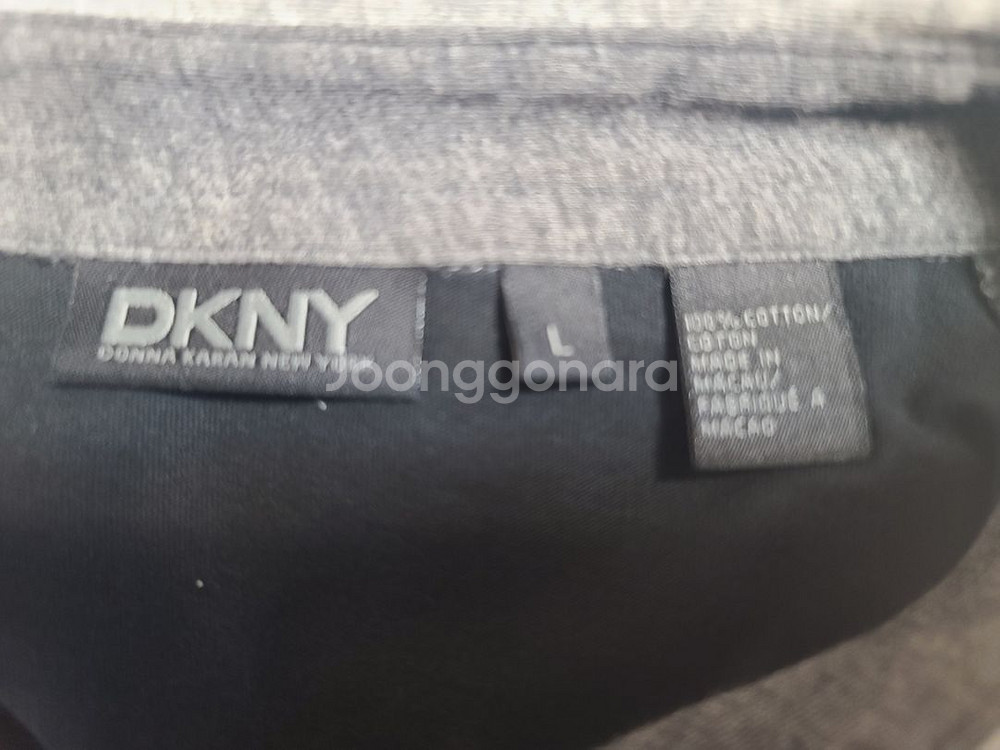 DKNY
DONNA KARAN NEW YORK
L
100% COTTON/
COTON
MADE IN
MACAU/
FABRIQUÉ A
MACAO
Joonggonara